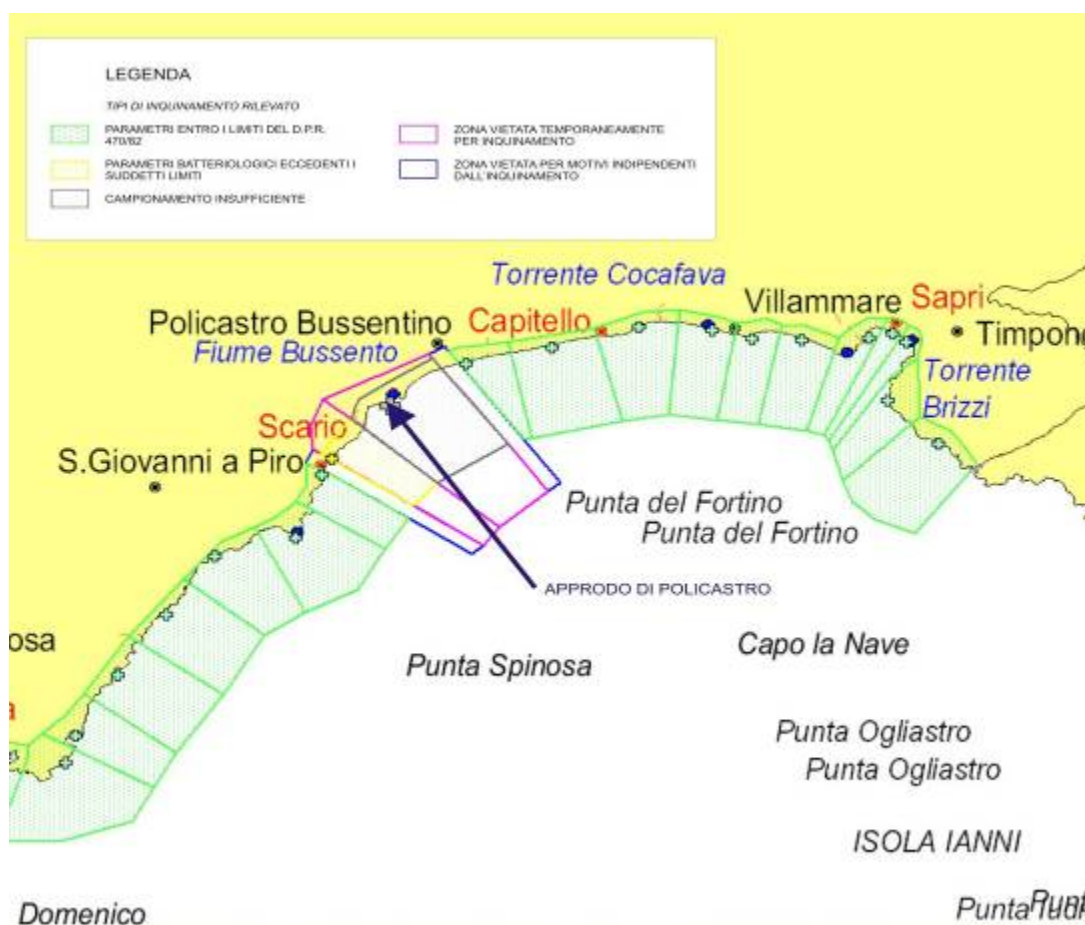 LEGENDA
TIPI DI INQUINAMENTO RILEVATO
PARAMETRI ENTRO I LIMITI DEL D.P.R.
470/82
PARAMETRI BATTERIOLOGICI ECCEDENTI I
SUDDETTI LIMITI
CAMPIONAMENTO INSUFFICIENTE
ZONA VIETATA TEMPORANEAMENTE
PER INQUINAMENTO
ZONA VIETATA PER MOTIVI INDIPENDENTI
DALL'INQUINAMENTO
Torrente Cocafava
Villammare
Sapri
Policastro Bussentino
Capitello
Timpon
Fiume Bussento
Torrente
Brizzi
Scario
S.Giovanni a Piro
Punta del Fortino
Punta del Fortino
APPRODO DI POLICASTRO
osa
Punta Spinosa
Capo la Nave
a
Punta Ogliastro
Punta Ogliastro
ISOLA IANNI
Domenico
Punta